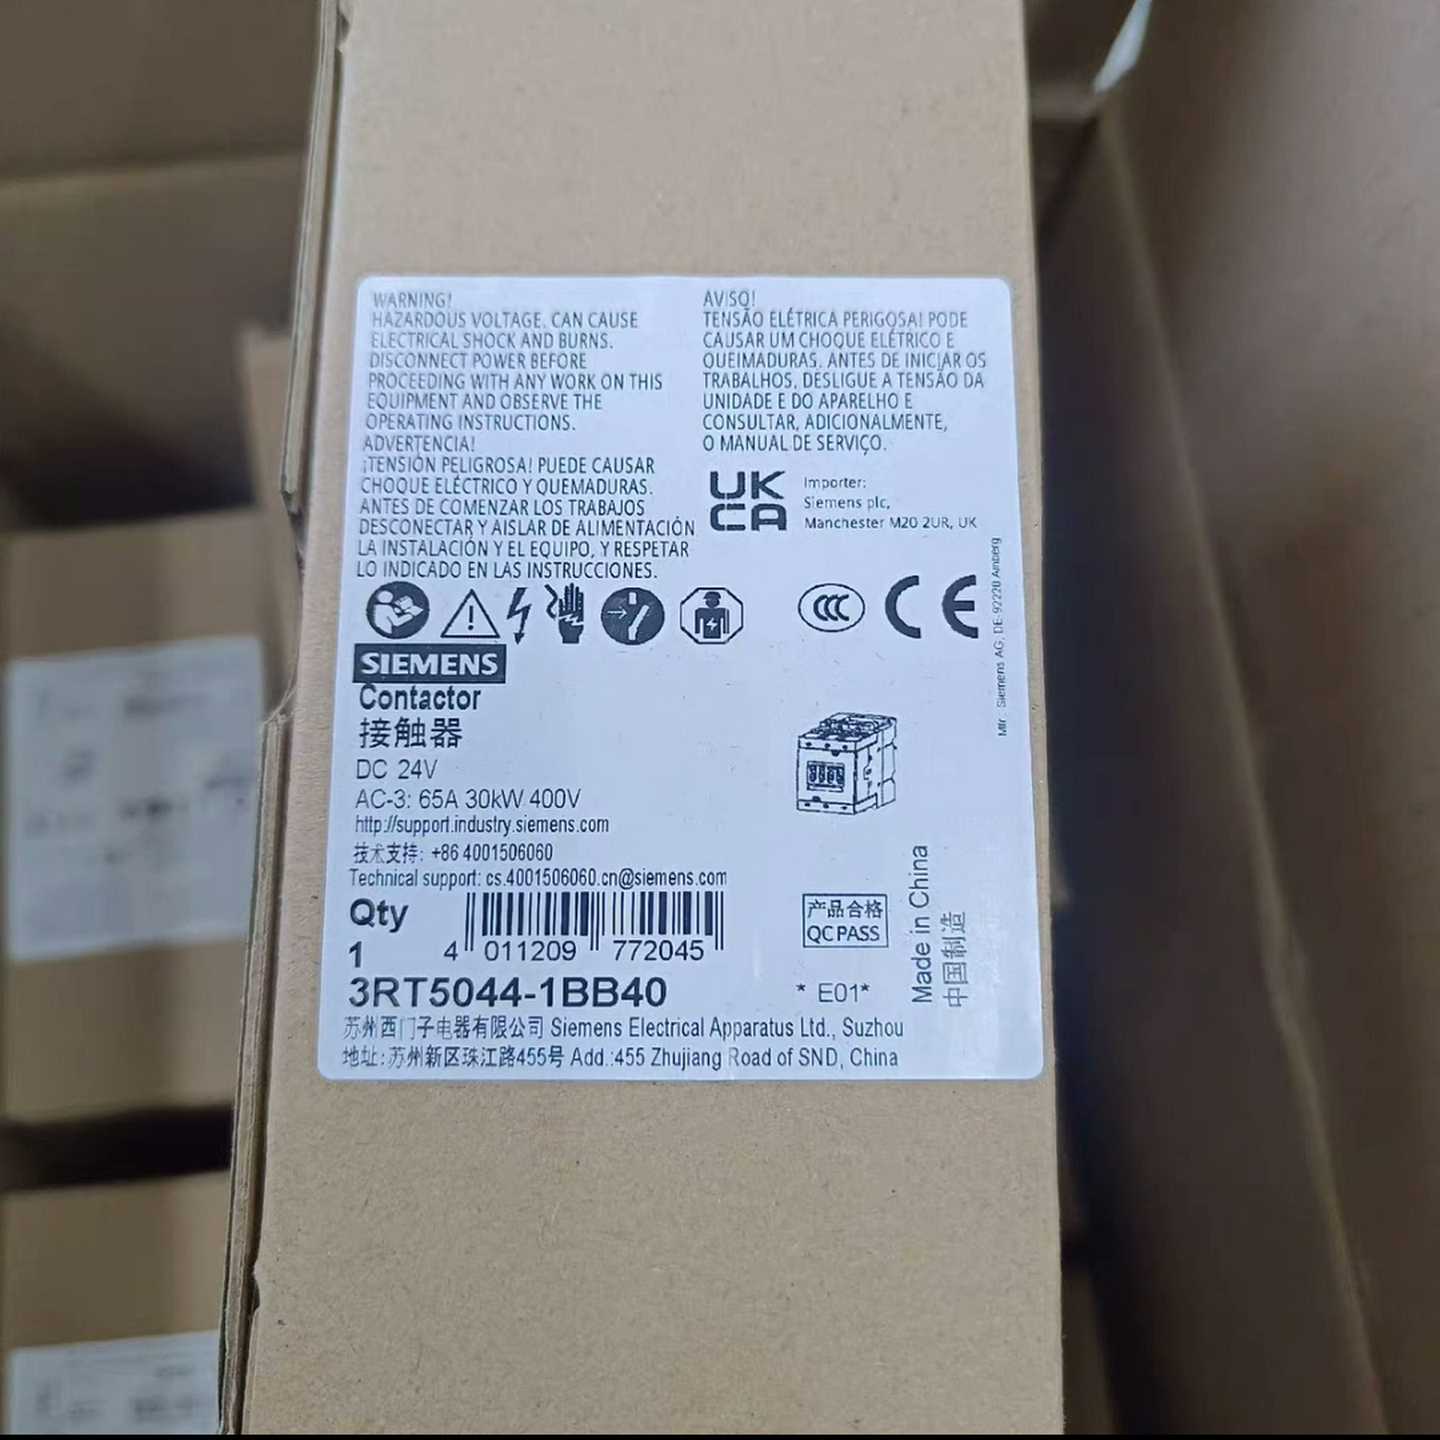 WARNING!
HAZARDOUS VOLTAGE. CAN CAUSE
ELECTRICAL SHOCK AND BURNS.
DISCONNECT POWER BEFORE
PROCEEDING WITH ANY WORK ON THIS
EQUIPMENT AND OBSERVE THE
OPERATING INSTRUCTIONS.
ADVERTENCIA!
¡TENSIÓN PELIGROSA! PUEDE CAUSAR
CHOQUE ELÉCTRICO Y QUEMADURAS.
ANTES DE COMENZAR LOS TRABAJOS
DESCONECTAR Y AISLAR DE ALIMENTACIÓN
LA INSTALACIÓN Y EL EQUIPO, Y RESPETAR
LO INDICADO EN LAS INSTRUCCIONES.
AVISO!
TENSÃO ELÉTRICA PERIGOSA! PODE
CAUSAR UM CHOQUE ELÉTRICO E
QUEIMADURAS. ANTES DE INICIAR OS
TRABALHOS, DESLIGUE A TENSÃO DA
UNIDADE E DO APARELHO E
CONSULTAR, ADICIONALMENTE,
O MANUAL DE SERVIÇO.
UK
CA
Importer:
Siemens plc,
Manchester M20 2UR, UK
CCC CE
Mfr.: Siemens AG, DE-92220 Amberg
SIEMENS
Contactor
接触器
DC 24V
AC-3: 65A 30kW 400V
http://support.industry.siemens.com
技术支持: +86 4001506060
Technical support: cs.4001506060.cn@siemens.com
Qty
1
4 011209 772045
产品合格
QC PASS
Made in China
中国制造
3RT5044-1BB40
* E01*
苏州西门子电器有限公司 Siemens Electrical Apparatus Ltd., Suzhou
地址: 苏州新区珠江路455号 Add.:455 Zhujiang Road of SND, China